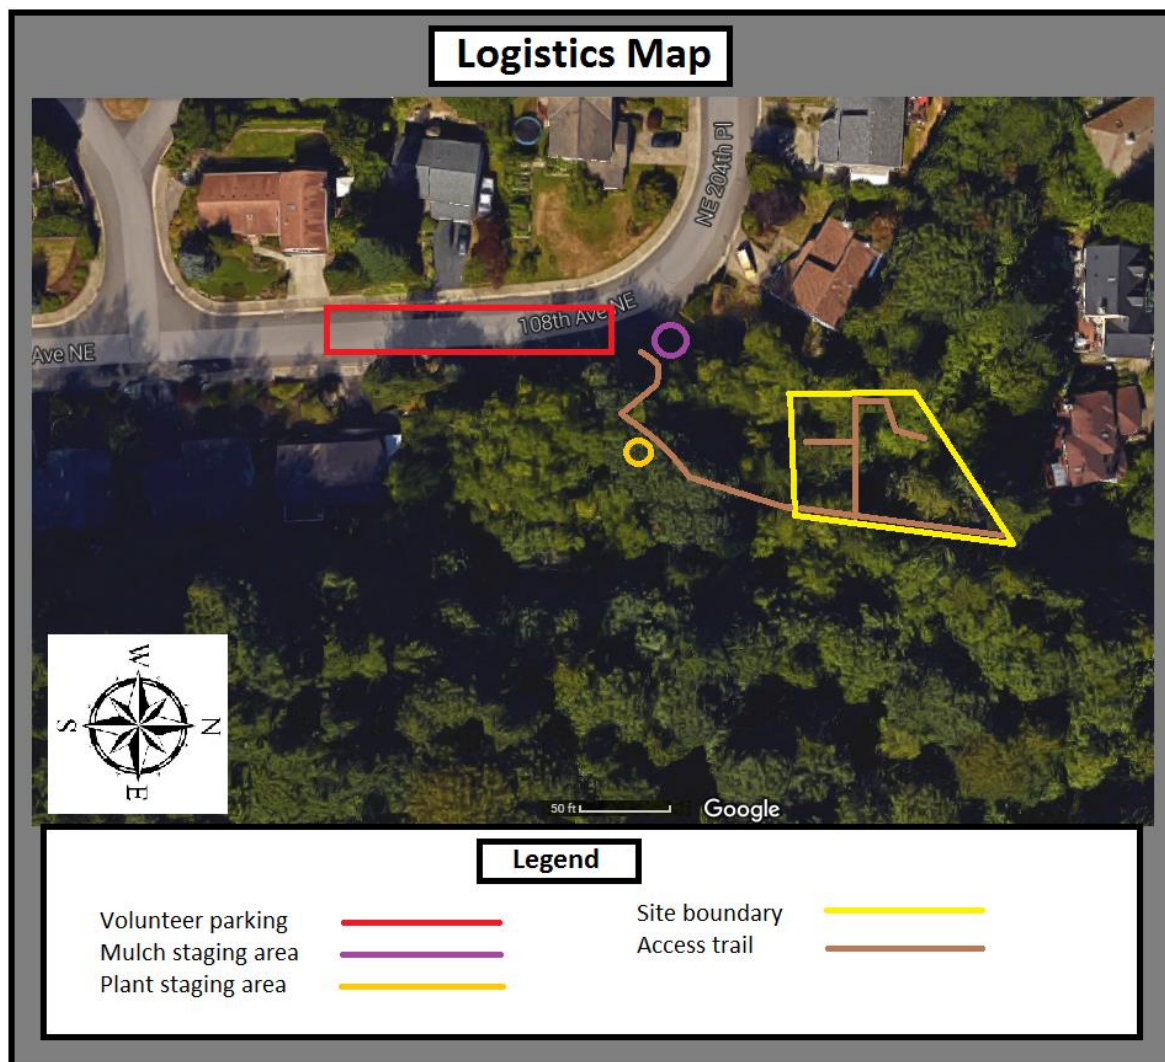 Logistics Map
NE 204th Pl
108th Ave NE
Ave NE
W
S
N
E
50 ft
Google
Legend
Volunteer parking
Mulch staging area
Plant staging area
Site boundary
Access trail